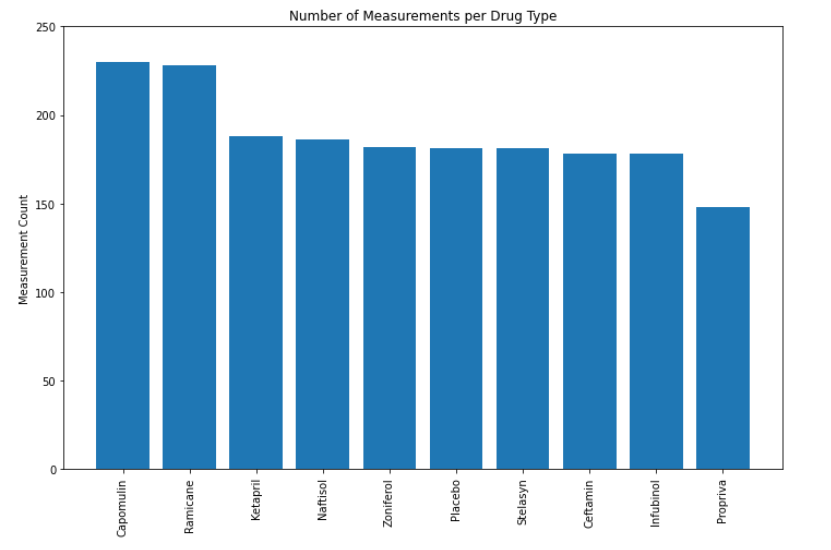 Number of Measurements per Drug Type
250
200
150
100
50
0
Measurement Count
Capomulin
Ramicane
Ketapril
Naftisol
Zoniferol
Placebo
Stelasyn
Ceftamin
Infubinol
Propriva